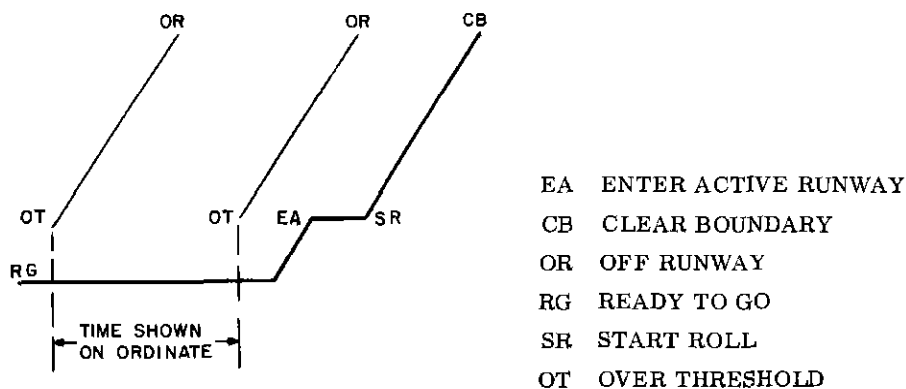 OR
OR
CB
OT
OT
EA
SR
RG
TIME SHOWN
ON ORDINATE
EA ENTER ACTIVE RUNWAY
CB CLEAR BOUNDARY
OR OFF RUNWAY
RG READY TO GO
SR START ROLL
OT OVER THRESHOLD